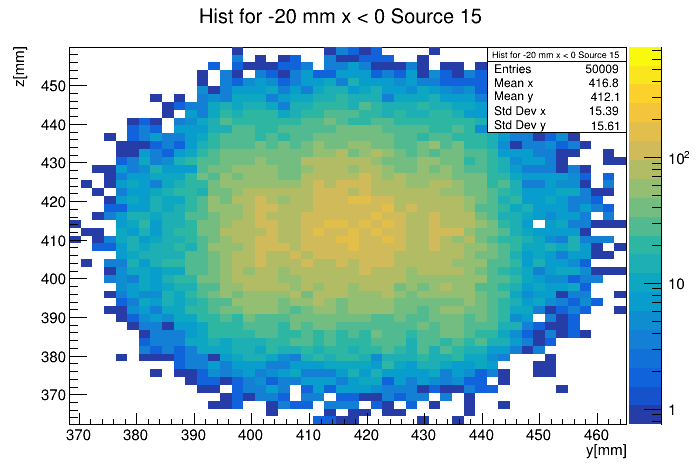 Hist for -20 mm x < 0 Source 15
z[mm]
Hist for -20 mm x < 0 Source 15
Entries 50009
Mean x 416.8
Mean y 412.1
Std Dev x 15.39
Std Dev y 15.61
450
440
430
420
410
400
390
380
370
10²
10
1
370 380 390 400 410 420 430 440 450 460
y[mm]